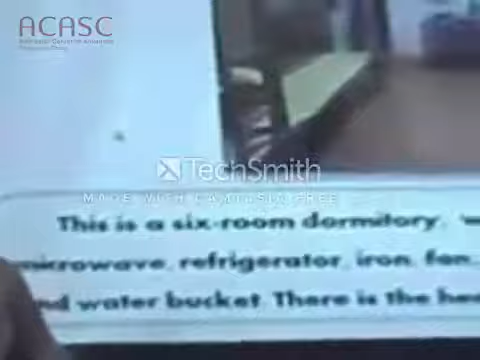 ACASC
TechSmith
MADE WITH CAMTASIA FREE
This is a six-room dormitory,
microwave, refrigerator, iron, fan,
and water bucket. There is the